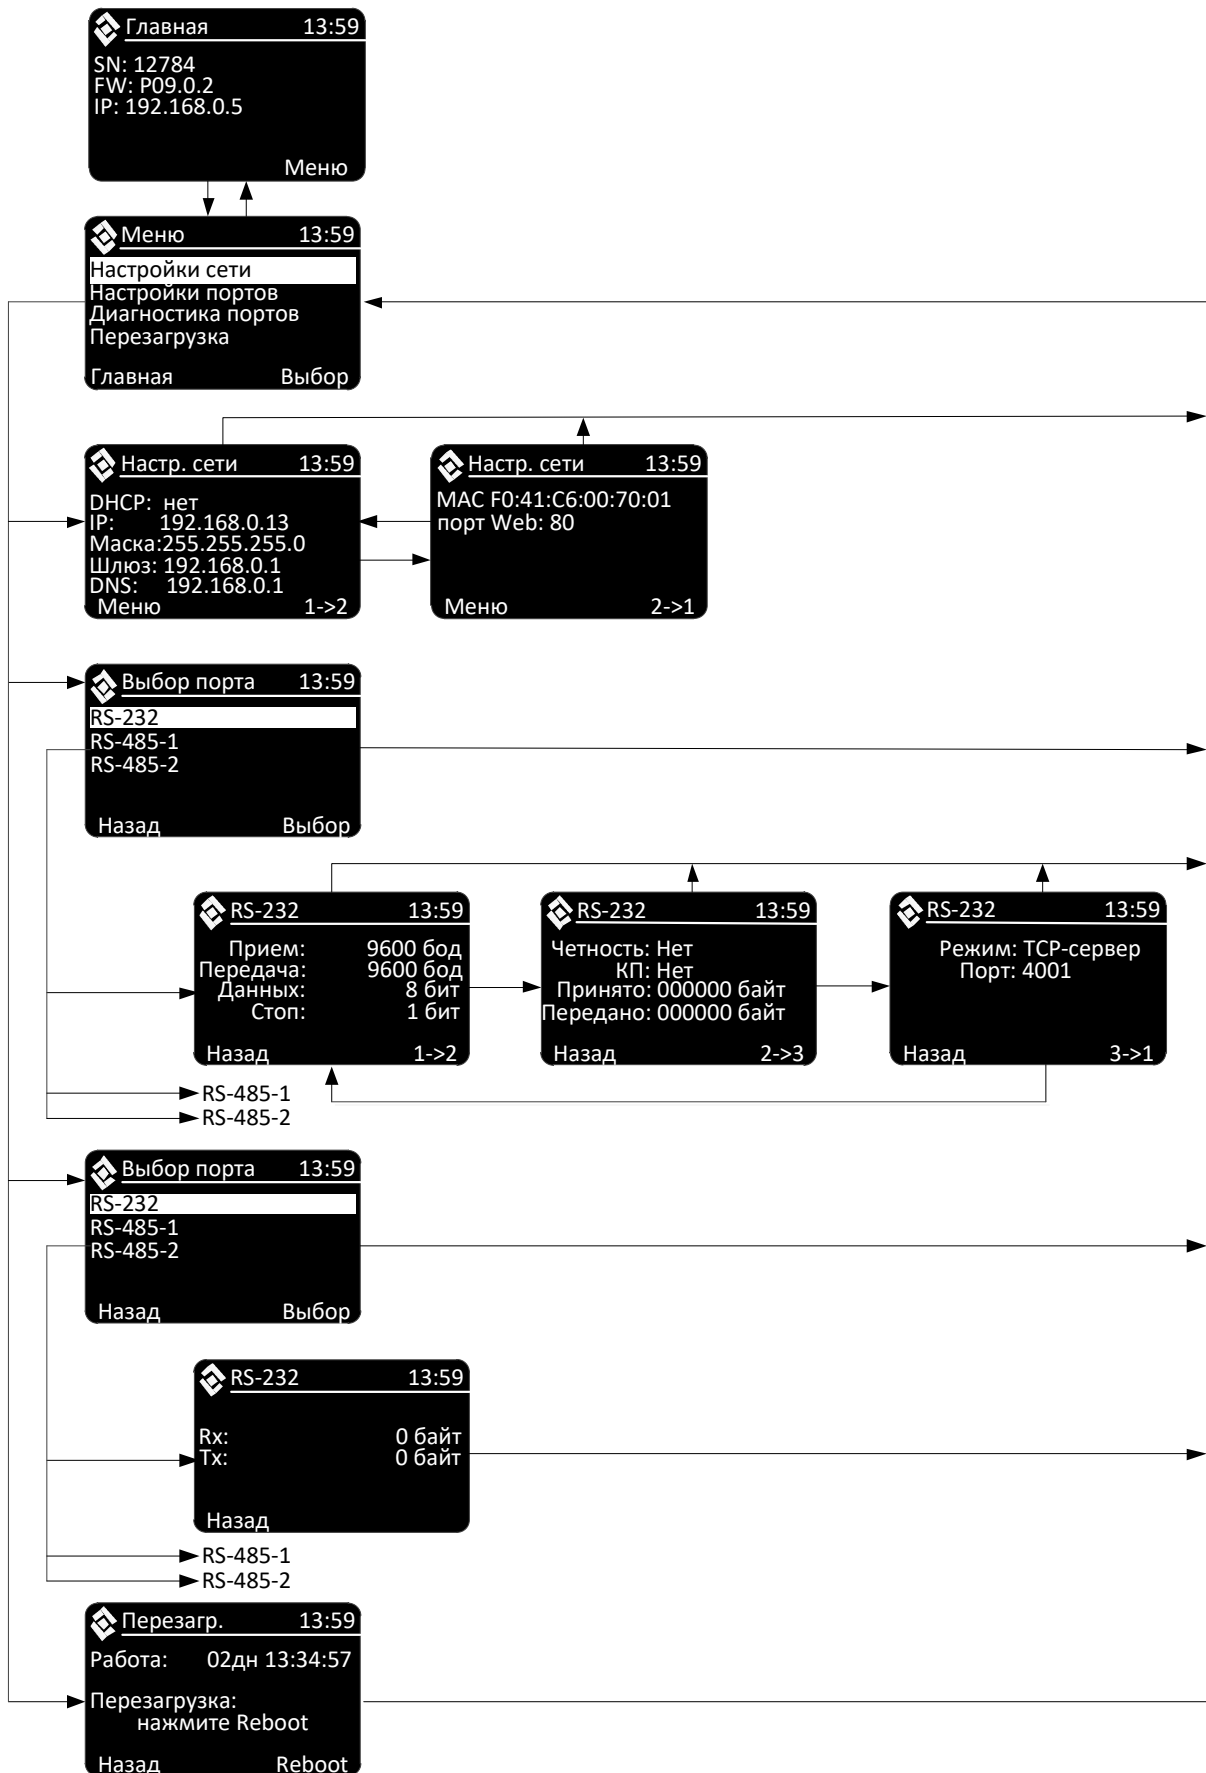 Главная 13:59
SN: 12784
FW: P09.0.2
IP: 192.168.0.5
Меню
Меню 13:59
Настройки сети
Настройки портов
Диагностика портов
Перезагрузка
Главная Выбор
Настр. сети 13:59
DHCP: нет
IP: 192.168.0.13
Маска:255.255.255.0
Шлюз: 192.168.0.1
DNS: 192.168.0.1
Меню 1->2
Настр. сети 13:59
MAC F0:41:C6:00:70:01
порт Web: 80
Меню 2->1
Выбор порта 13:59
RS-232
RS-485-1
RS-485-2
Назад Выбор
RS-232 13:59
Прием: 9600 бод
Передача: 9600 бод
Данных: 8 бит
Стоп: 1 бит
Назад 1->2
RS-232 13:59
Четность: Нет
КП: Нет
Принято: 000000 байт
Передано: 000000 байт
Назад 2->3
RS-232 13:59
Режим: TCP-сервер
Порт: 4001
Назад 3->1
RS-485-1
RS-485-2
Выбор порта 13:59
RS-232
RS-485-1
RS-485-2
Назад Выбор
RS-232 13:59
Rx: 0 байт
Tx: 0 байт
Назад
RS-485-1
RS-485-2
Перезагр. 13:59
Работа: 02дн 13:34:57
Перезагрузка:
нажмите Reboot
Назад Reboot